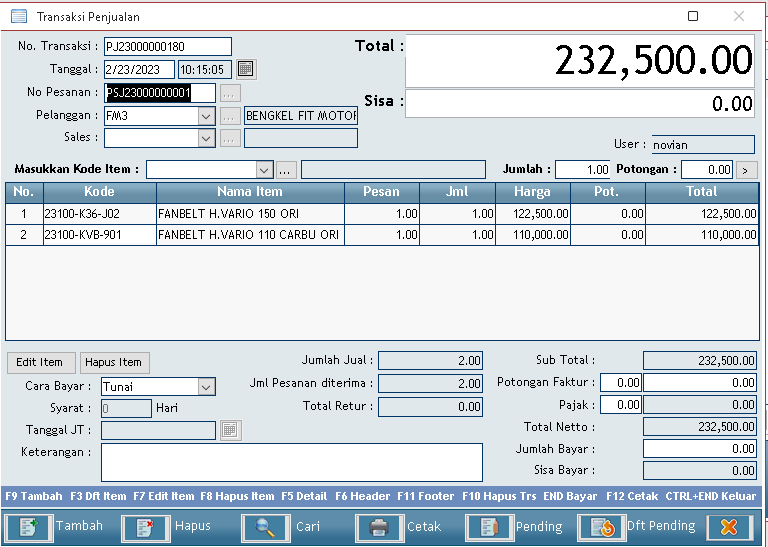 Transaksi Penjualan
No. Transaksi : PJ23000000180
Total : 232,500.00
Tanggal : 2/23/2023 10:15:05
No Pesanan : PSJ23000000001 ...
Sisa : 0.00
Pelanggan : FM3 ... BENGKEL FIT MOTOR
Sales : ...
User : novian
Masukkan Kode Item : ... Jumlah : 1.00 Potongan : 0.00 >
No. Kode Nama Item Pesan Jml Harga Pot. Total
1 23100-K36-J02 FANBELT H.VARIO 150 ORI 1.00 1.00 122,500.00 0.00 122,500.00
2 23100-KVB-901 FANBELT H.VARIO 110 CARBU ORI 1.00 1.00 110,000.00 0.00 110,000.00
Edit Item Hapus Item Jumlah Jual : 2.00 Sub Total : 232,500.00
Cara Bayar : Tunai Jml Pesanan diterima : 2.00 Potongan Faktur : 0.00 0.00
Syarat : 0 Hari Total Retur : 0.00 Pajak : 0.00 0.00
Tanggal JT : Total Netto : 232,500.00
Keterangan : Jumlah Bayar : 0.00
Sisa Bayar : 0.00
F9 Tambah F3 Dft Item F7 Edit Item F8 Hapus Item F5 Detail F6 Header F11 Footer F10 Hapus Trs END Bayar F12 Cetak CTRL+END Keluar
Tambah Hapus Cari Cetak Pending Dft Pending